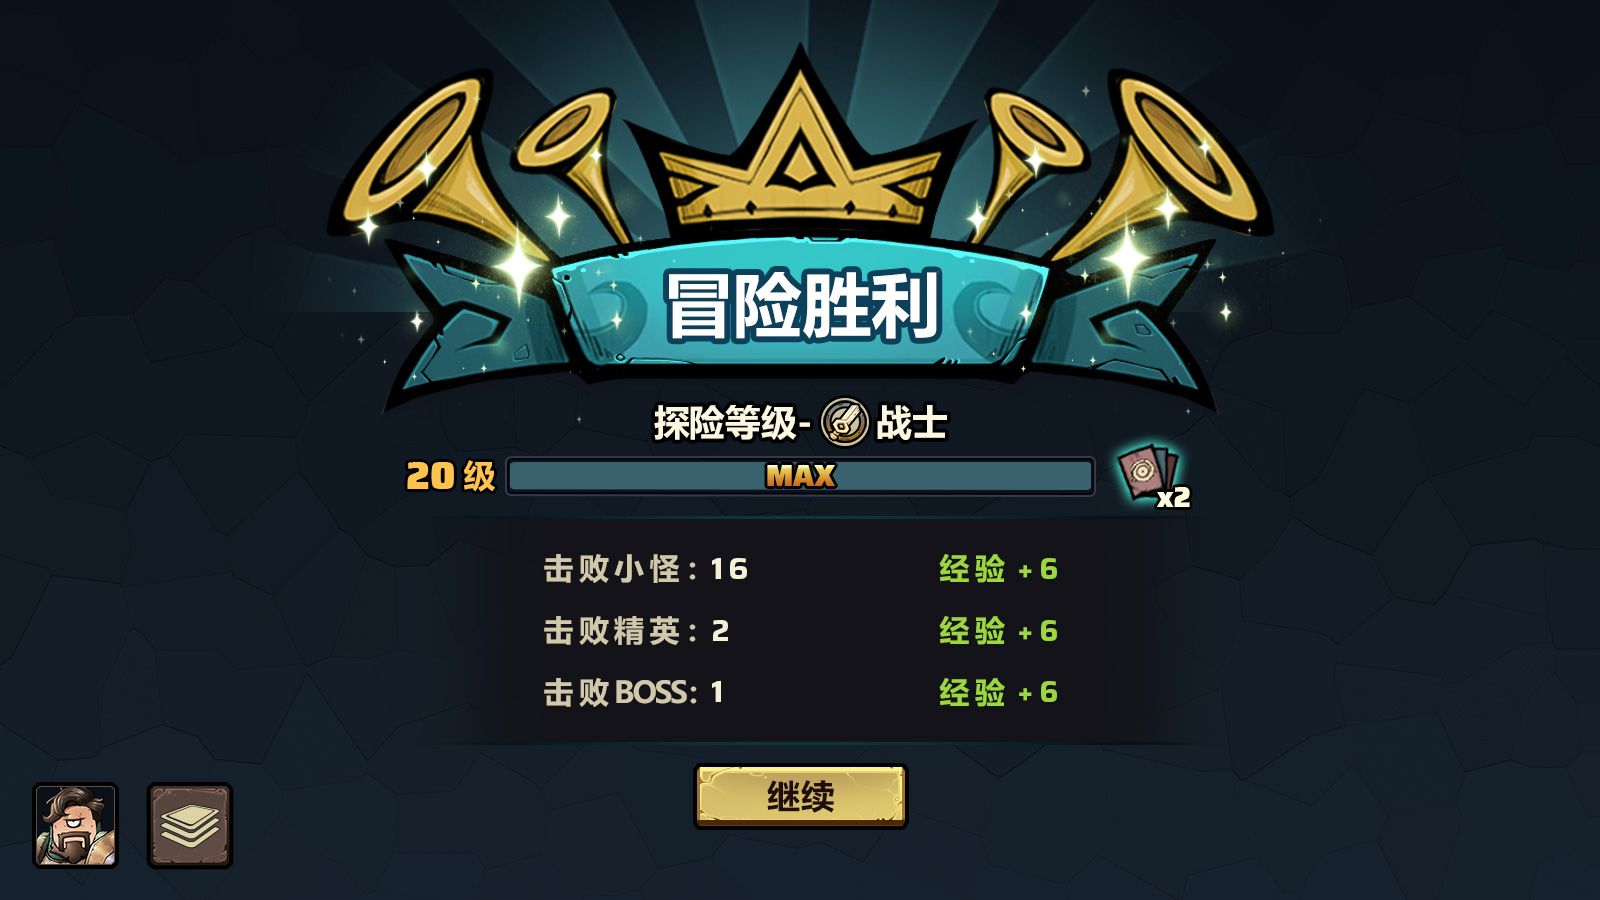 冒险胜利
探险等级- 战士
20 级 MAX x2
击败小怪: 16 经验 + 6
击败精英: 2 经验 + 6
击败BOSS: 1 经验 + 6
继续